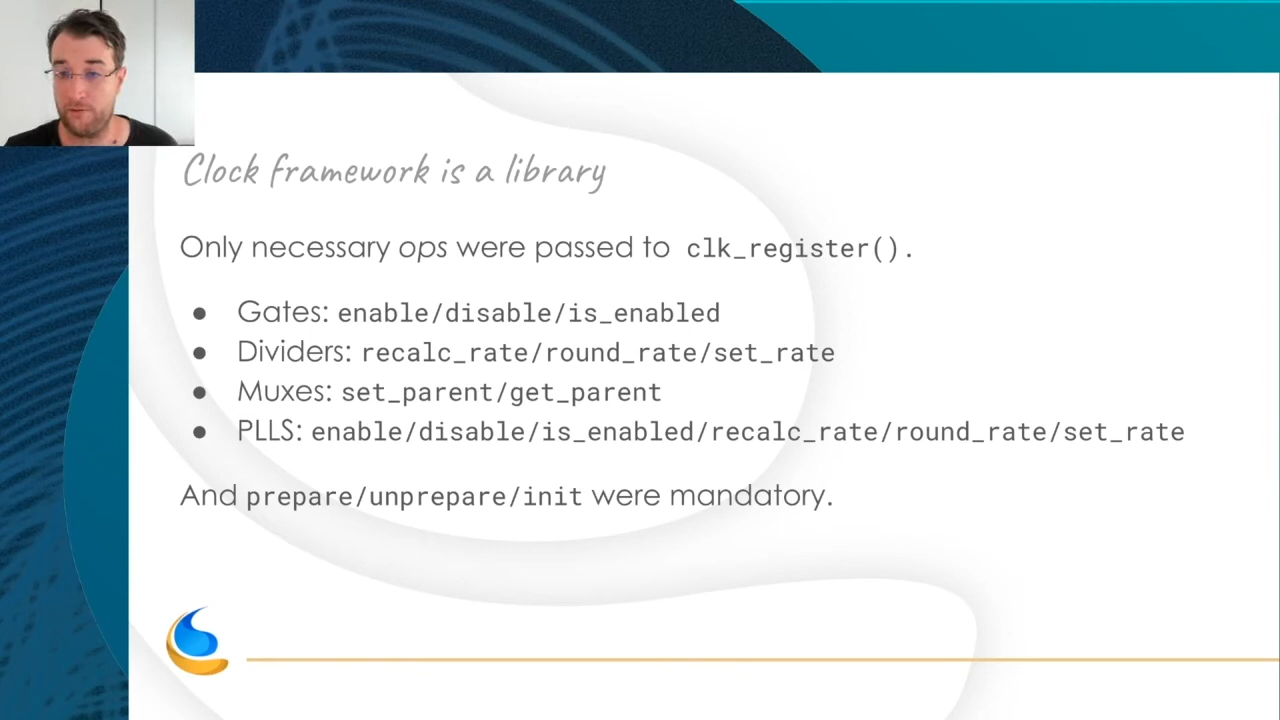 Clock framework is a library
Only necessary ops were passed to clk_register().
● Gates: enable/disable/is_enabled
● Dividers: recalc_rate/round_rate/set_rate
● Muxes: set_parent/get_parent
● PLLS: enable/disable/is_enabled/recalc_rate/round_rate/set_rate
And prepare/unprepare/init were mandatory.